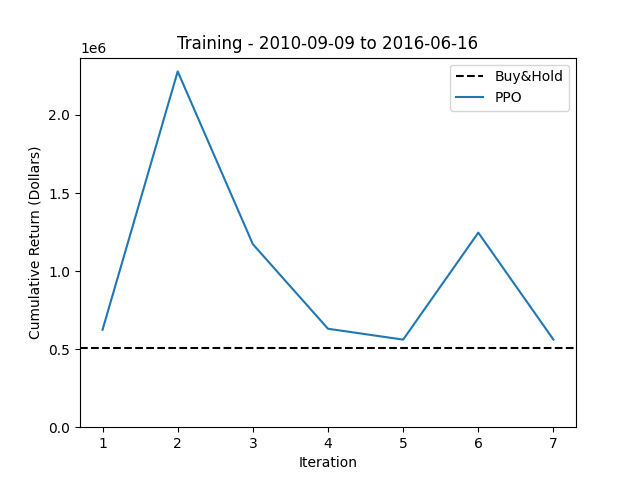 Training - 2010-09-09 to 2016-06-16
1e6
Buy&Hold
PPO
2.0
1.5
1.0
0.5
0.0
Cumulative Return (Dollars)
1 2 3 4 5 6 7
Iteration